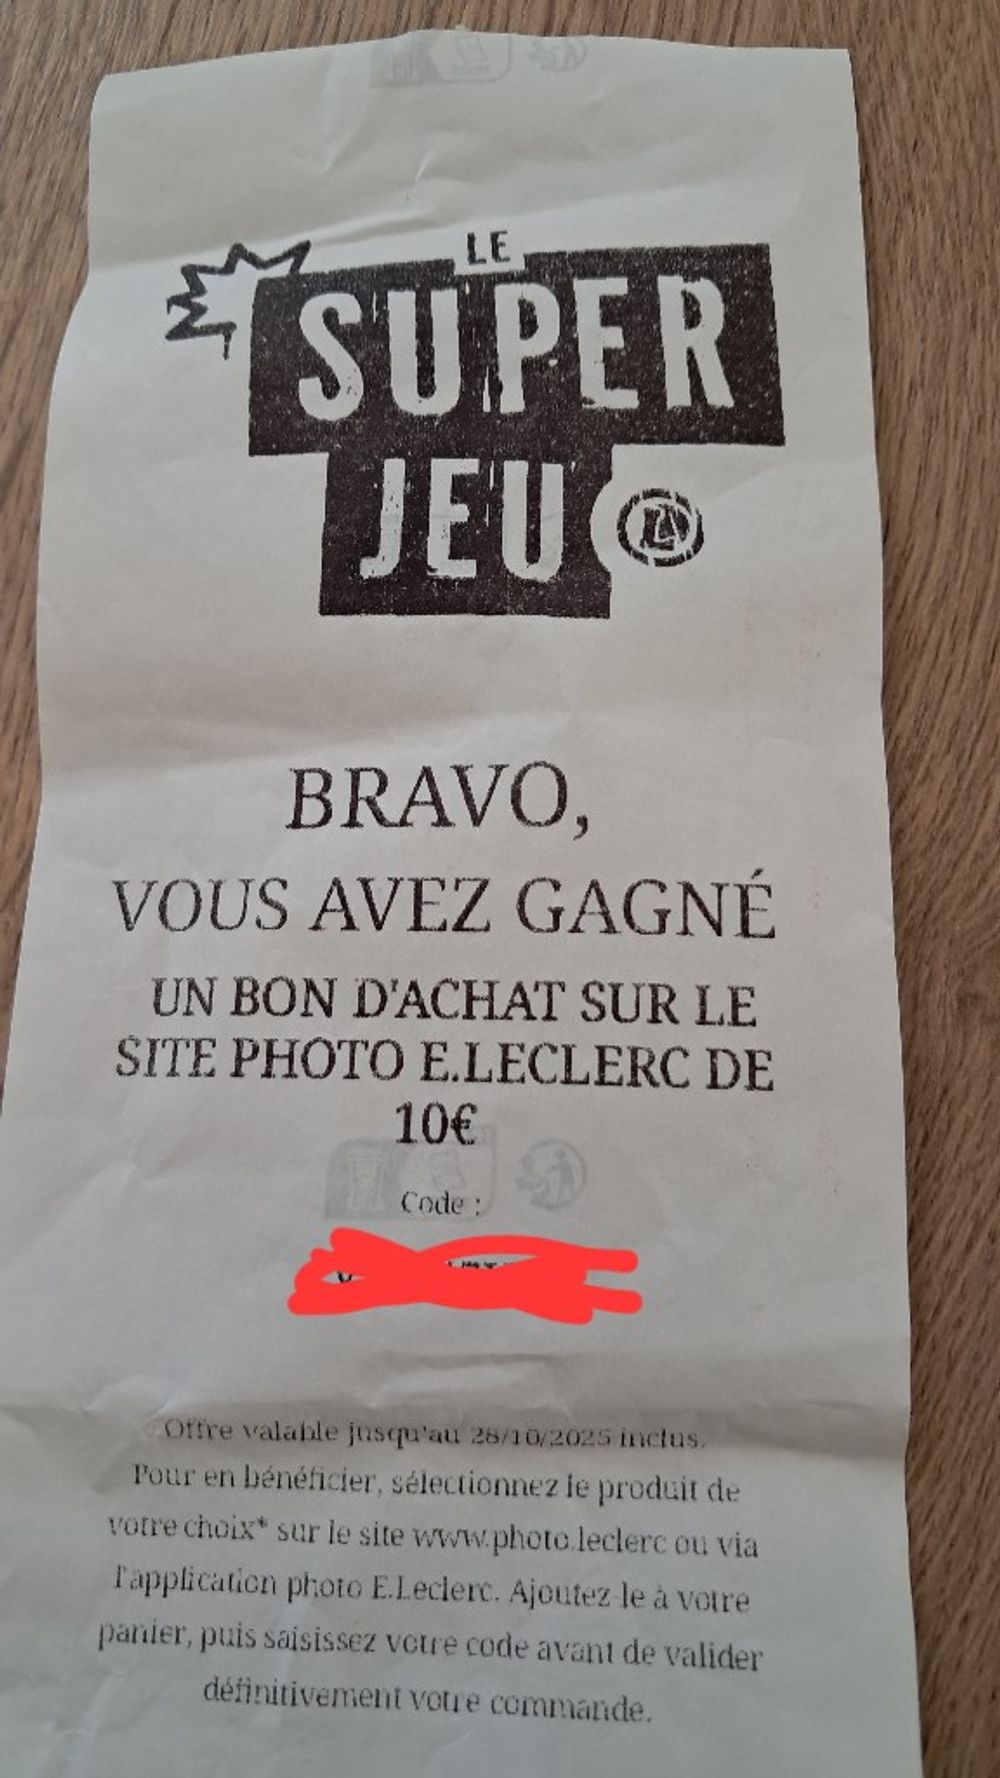 LE
SUPER
JEU
BRAVO,
VOUS AVEZ GAGNÉ
UN BON D'ACHAT SUR LE
SITE PHOTO E.LECLERC DE
10€
Code :
Offre valable jusqu'au 28/10/2025 inclus.
Pour en bénéficier, sélectionnez le produit de
votre choix* sur le site www.photo.leclerc ou via
l'application photo E.Leclerc. Ajoutez-le à votre
panier, puis saisissez votre code avant de valider
définitivement votre commande.